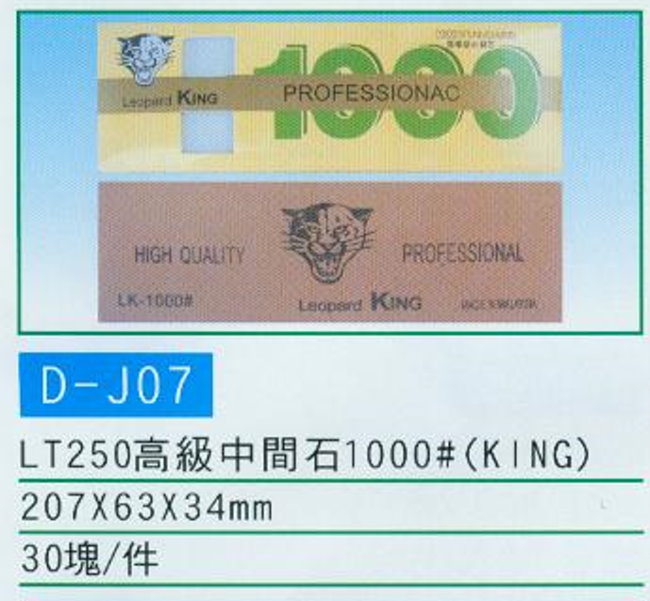 1000
Leopard KING
PROFESSIONAC
HIGH QUALITY
PROFESSIONAL
LK-1000#
Leopard KING
D-J07
LT250高級中間石1000#(KING)
207X63X34mm
30塊/件